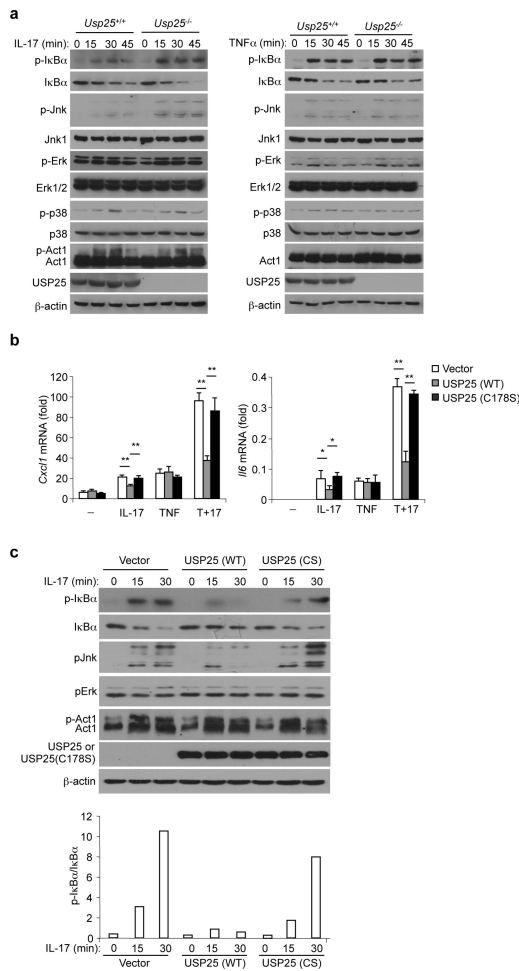 a
Usp25+/+ Usp25-/-
IL-17 (min): 0 15 30 45 0 15 30 45
p-IκBα
IκBα
p-Jnk
Jnk1
p-Erk
Erk1/2
p-p38
p38
p-Act1
Act1
USP25
β-actin
Usp25+/+ Usp25-/-
TNFα (min): 0 15 30 45 0 15 30 45
p-IκBα
IκBα
p-Jnk
Jnk1
p-Erk
Erk1/2
p-p38
p38
Act1
USP25
β-actin
b
Cxcl1 mRNA (fold)
120
100
80
60
40
20
0
** ** ** **
– IL-17 TNF T+17
Il6 mRNA (fold)
0.4
0.3
0.2
0.1
0
* * ** **
– IL-17 TNF T+17
Vector
USP25 (WT)
USP25 (C178S)
c
Vector USP25 (WT) USP25 (CS)
IL-17 (min): 0 15 30 0 15 30 0 15 30
p-IκBα
IκBα
pJnk
pErk
p-Act1
Act1
USP25 or
USP25(C178S)
β-actin
p-IκBα/IκBα
12
10
8
6
4
2
0
IL-17 (min): 0 15 30 0 15 30 0 15 30
Vector USP25 (WT) USP25 (CS)